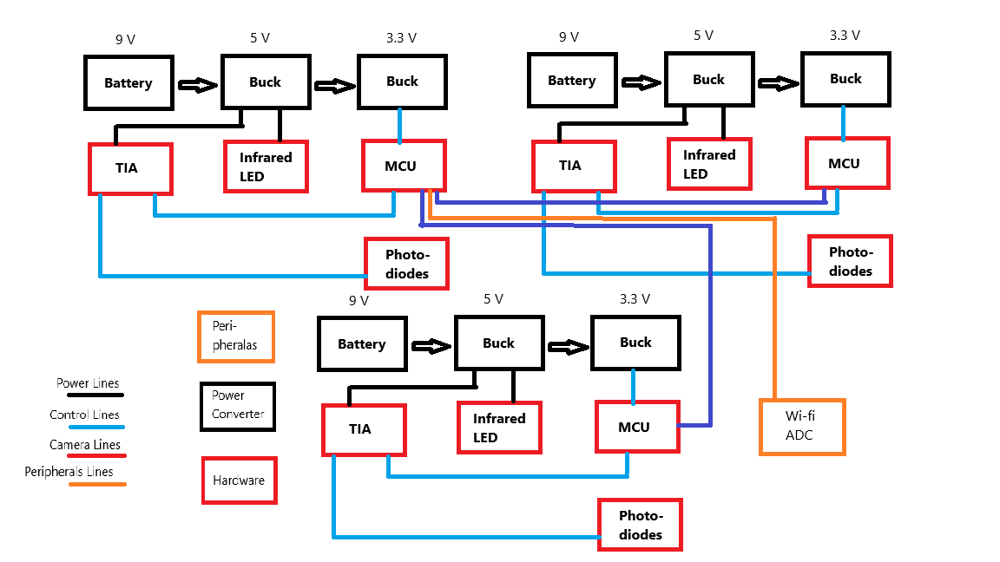 9 V
5 V
3.3 V
Battery
Buck
Buck
TIA
Infrared
LED
MCU
Photo-
diodes
9 V
5 V
3.3 V
Battery
Buck
Buck
TIA
Infrared
LED
MCU
Photo-
diodes
9 V
5 V
3.3 V
Battery
Buck
Buck
TIA
Infrared
LED
MCU
Photo-
diodes
Wi-fi
ADC
Peri-
pheralas
Power
Converter
Hardware
Power Lines
Control Lines
Camera Lines
Peripherals Lines